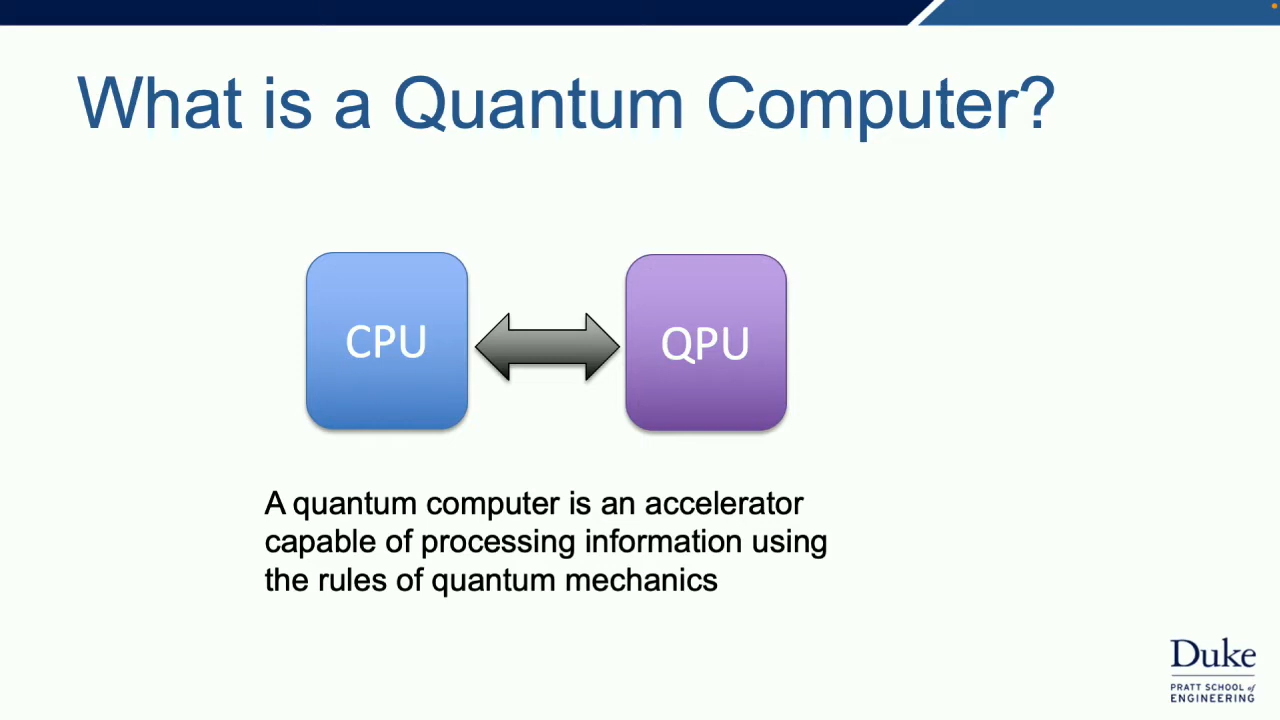 What is a Quantum Computer?
CPU
QPU
A quantum computer is an accelerator
capable of processing information using
the rules of quantum mechanics
Duke
PRATT SCHOOL of
ENGINEERING